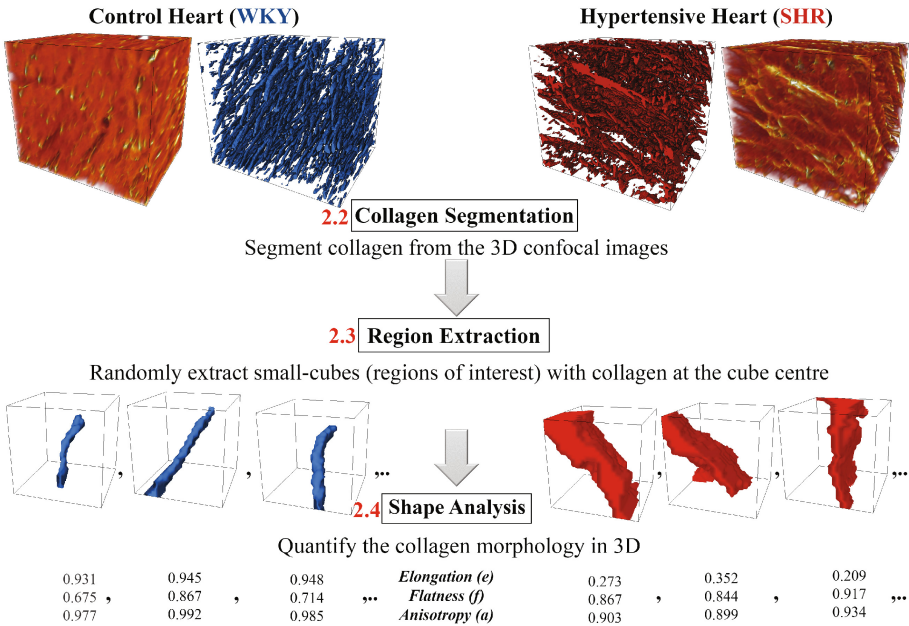 Control Heart (WKY)
Hypertensive Heart (SHR)
2.2 Collagen Segmentation
Segment collagen from the 3D confocal images
2.3 Region Extraction
Randomly extract small-cubes (regions of interest) with collagen at the cube centre
, , ,..
, , ,..
2.4 Shape Analysis
Quantify the collagen morphology in 3D
0.931 0.945 0.948 Elongation (e) 0.273 0.352 0.209
0.675 , 0.867 , 0.714 ,.. Flatness (f) 0.867 , 0.844 , 0.917 ,..
0.977 0.992 0.985 Anisotropy (a) 0.903 0.899 0.934